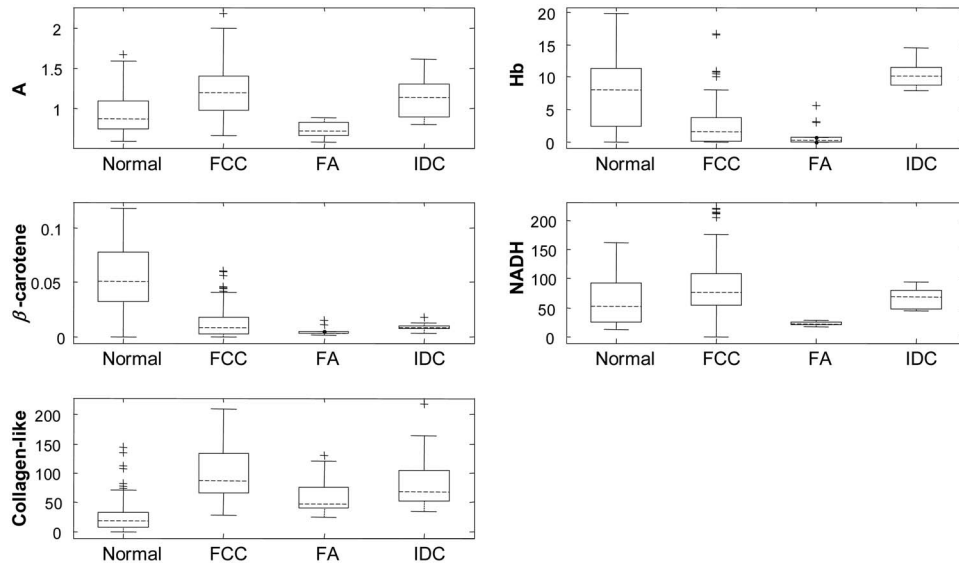 A
2
1.5
1
Normal FCC FA IDC
Hb
20
15
10
5
0
Normal FCC FA IDC
β-carotene
0.1
0.05
0
Normal FCC FA IDC
NADH
200
150
100
50
0
Normal FCC FA IDC
Collagen-like
200
150
100
50
0
Normal FCC FA IDC